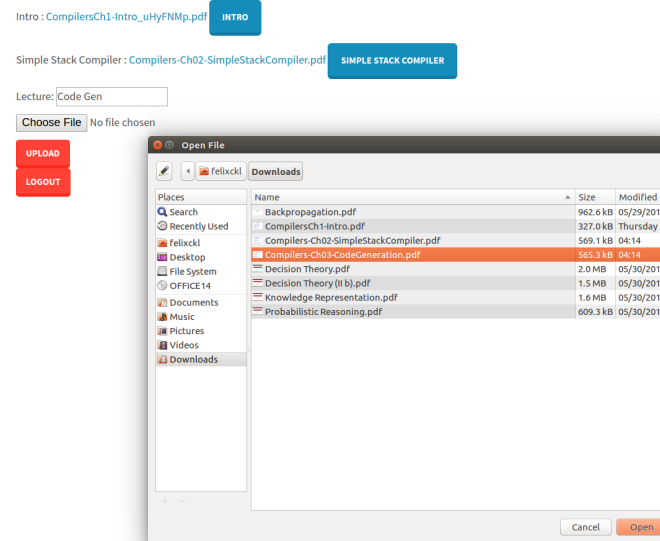 Intro : CompilersCh1-Intro_uHyFNMp.pdf INTRO
Simple Stack Compiler : Compilers-Ch02-SimpleStackCompiler.pdf SIMPLE STACK COMPILER
Lecture: Code Gen
Choose File No file chosen
UPLOAD
LOGOUT
Open File
felixckl Downloads
Places
Search
Recently Used
felixckl
Desktop
File System
OFFICE14
Documents
Music
Pictures
Videos
Downloads
Name Size Modified
Backpropagation.pdf 962.6 kB 05/29/201
CompilersCh1-Intro.pdf 327.0 kB Thursday
Compilers-Ch02-SimpleStackCompiler.pdf 569.1 kB 04:14
Compilers-Ch03-CodeGeneration.pdf 565.3 kB 04:14
Decision Theory.pdf 2.0 MB 05/30/201
Decision Theory (II b).pdf 1.5 MB 05/30/201
Knowledge Representation.pdf 1.6 MB 05/30/201
Probabilistic Reasoning.pdf 609.3 kB 05/30/201
Cancel Open